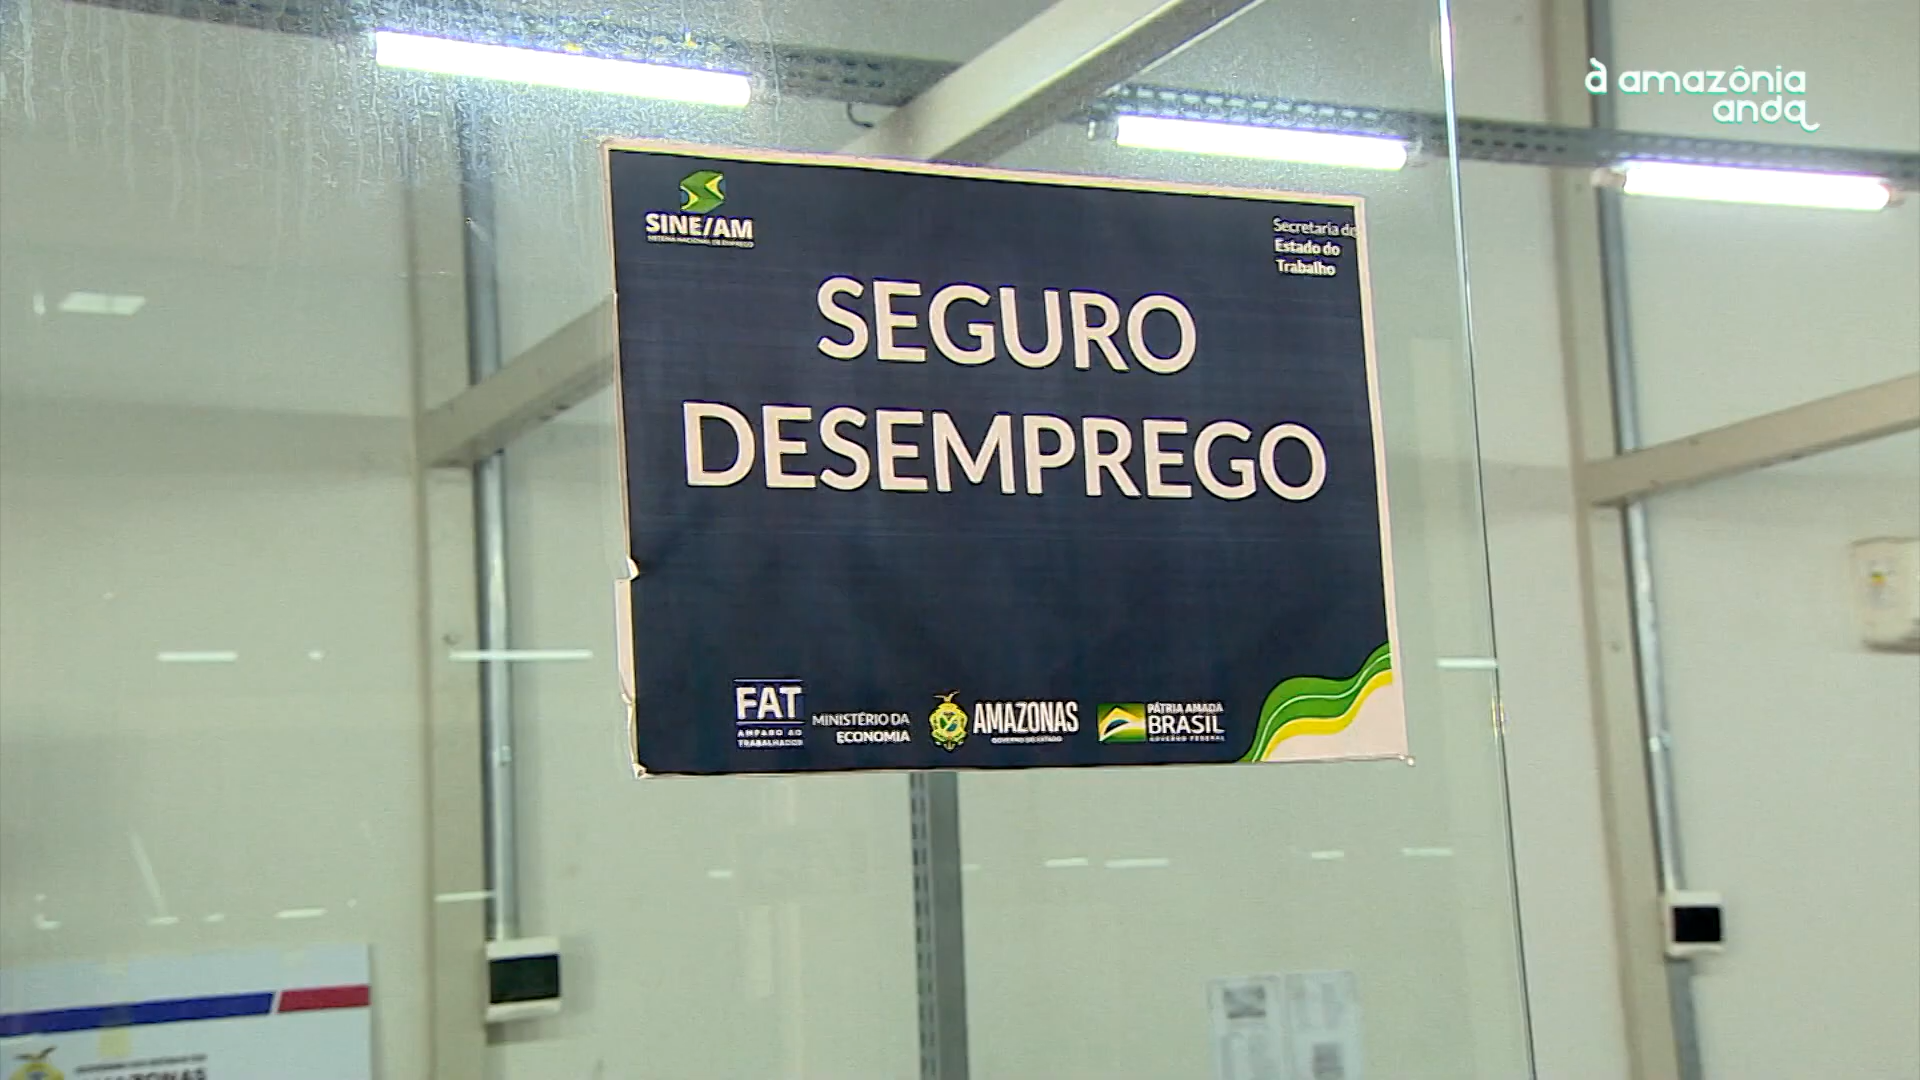 à amazônia
anda
SINE/AM
SISTEMA NACIONAL DE EMPREGO
Secretaria de
Estado do
Trabalho
SEGURO
DESEMPREGO
FAT
AMPARO AO
TRABALHADOR
MINISTÉRIO DA
ECONOMIA
AMAZONAS
GOVERNO DO ESTADO
PÁTRIA AMADA
BRASIL
GOVERNO FEDERAL